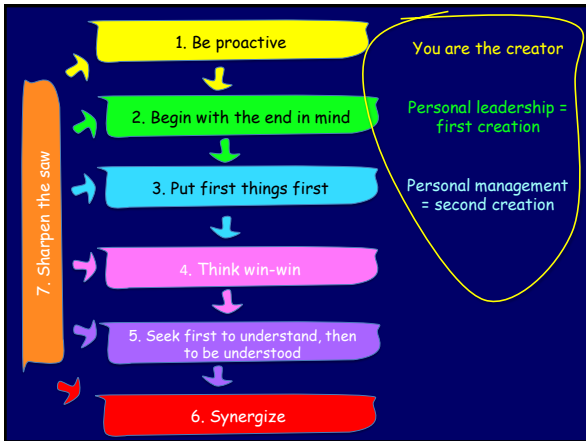 1. Be proactive
You are the creator
2. Begin with the end in mind
Personal leadership =
first creation
3. Put first things first
Personal management
= second creation
4. Think win-win
5. Seek first to understand, then
to be understood
6. Synergize
7. Sharpen the saw